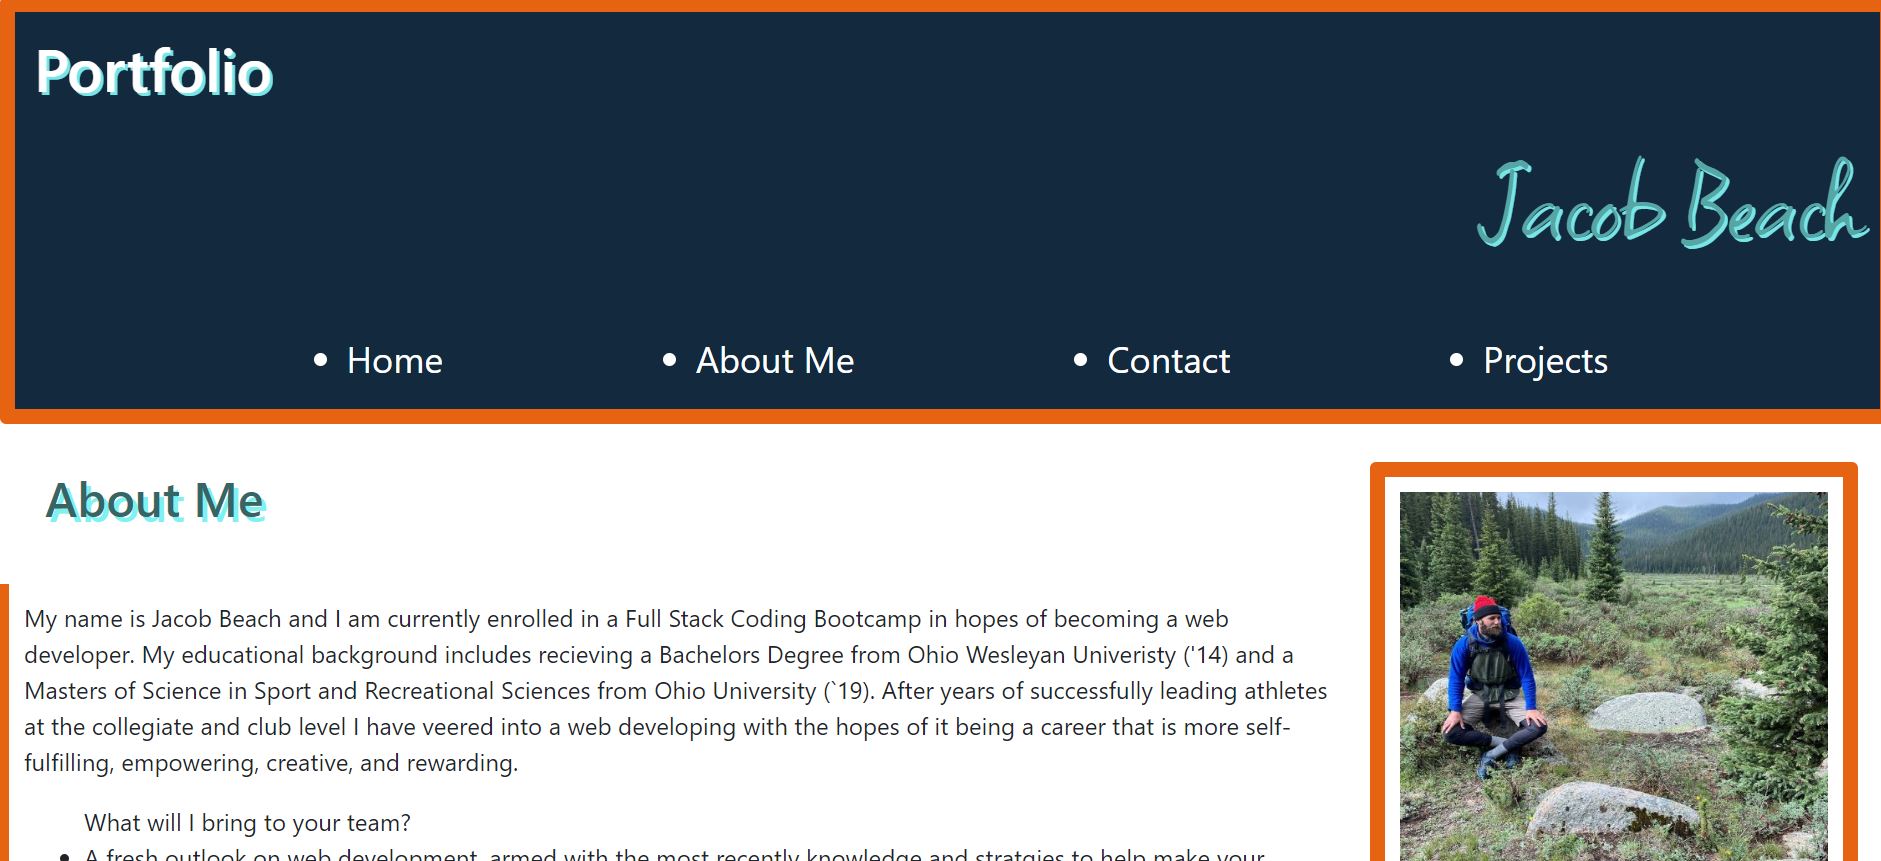 Portfolio
Jacob Beach
Home
About Me
Contact
Projects
About Me
My name is Jacob Beach and I am currently enrolled in a Full Stack Coding Bootcamp in hopes of becoming a web
developer. My educational background includes recieving a Bachelors Degree from Ohio Wesleyan Univeristy ('14) and a
Masters of Science in Sport and Recreational Sciences from Ohio University (`19). After years of successfully leading athletes
at the collegiate and club level I have veered into a web developing with the hopes of it being a career that is more self-
fulfilling, empowering, creative, and rewarding.
What will I bring to your team?
A fresh outlook on web development, armed with the most recently knowledge and stratgies to help make your